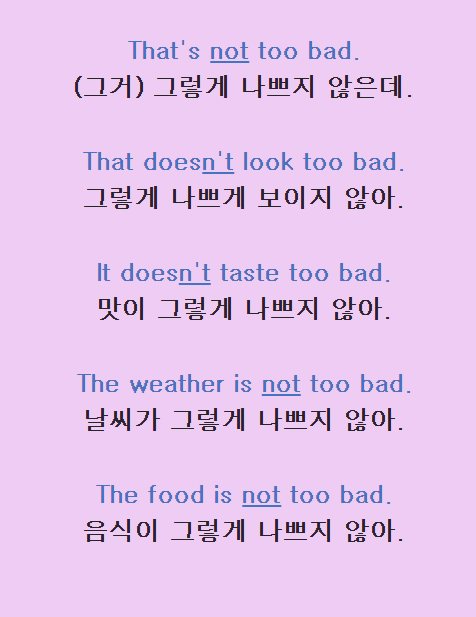 That's not too bad.
(그거) 그렇게 나쁘지 않은데.
That doesn't look too bad.
그렇게 나쁘게 보이지 않아.
It doesn't taste too bad.
맛이 그렇게 나쁘지 않아.
The weather is not too bad.
날씨가 그렇게 나쁘지 않아.
The food is not too bad.
음식이 그렇게 나쁘지 않아.